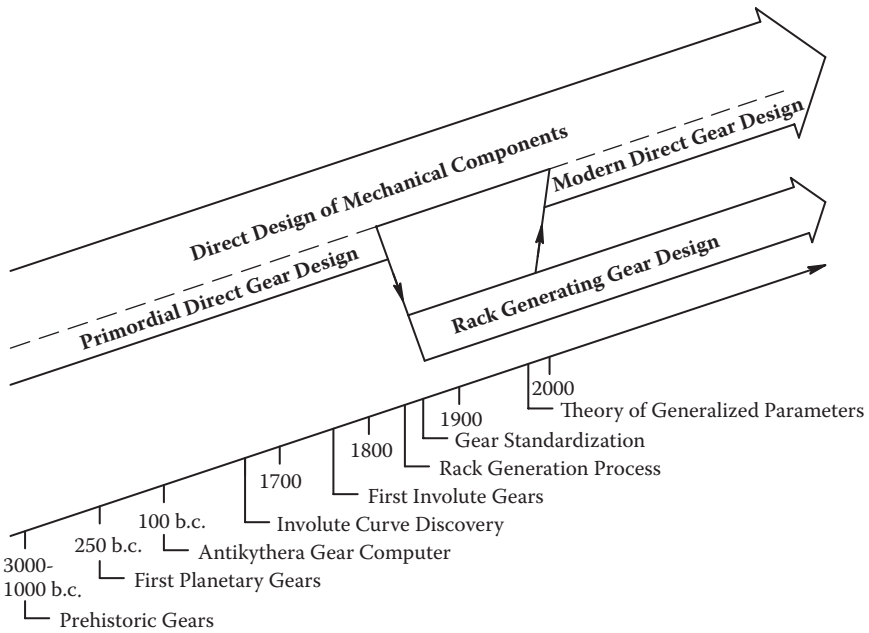 Direct Design of Mechanical Components
Modern Direct Gear Design
Primordial Direct Gear Design
Rack Generating Gear Design
2000
Theory of Generalized Parameters
1900
Gear Standardization
1800
Rack Generation Process
1700
First Involute Gears
100 b.c.
Involute Curve Discovery
250 b.c.
Antikythera Gear Computer
3000-
1000 b.c.
First Planetary Gears
Prehistoric Gears